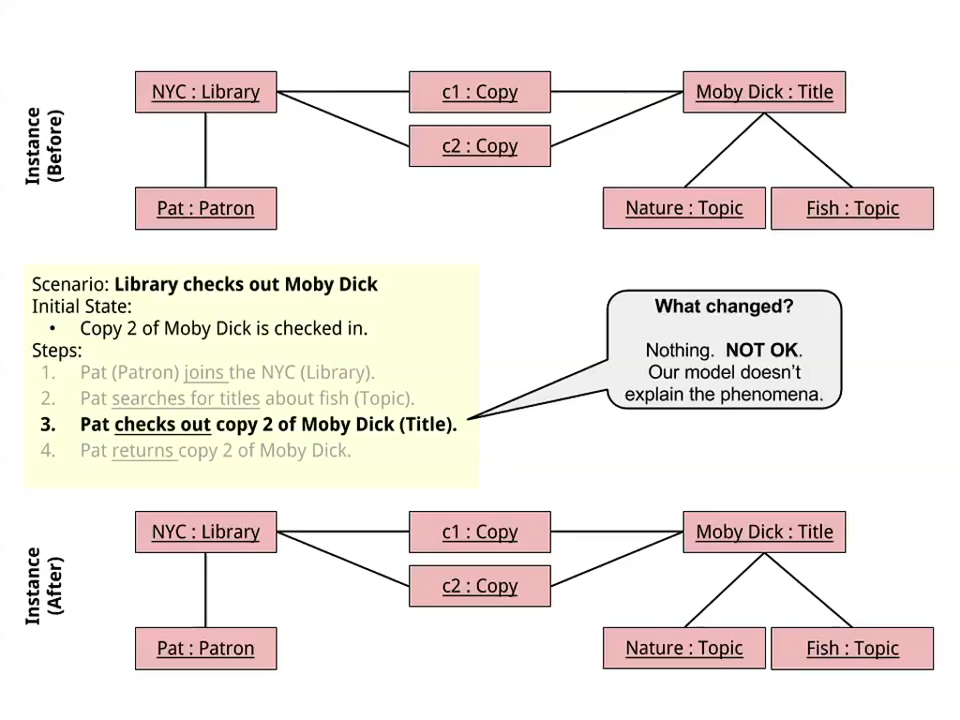 Instance
(Before)
NYC : Library
c1 : Copy
Moby Dick : Title
c2 : Copy
Pat : Patron
Nature : Topic
Fish : Topic
Scenario: Library checks out Moby Dick
Initial State:
• Copy 2 of Moby Dick is checked in.
Steps:
1. Pat (Patron) joins the NYC (Library).
2. Pat searches for titles about fish (Topic).
3. Pat checks out copy 2 of Moby Dick (Title).
4. Pat returns copy 2 of Moby Dick.
What changed?
Nothing. NOT OK.
Our model doesn't
explain the phenomena.
Instance
(After)
NYC : Library
c1 : Copy
Moby Dick : Title
c2 : Copy
Pat : Patron
Nature : Topic
Fish : Topic